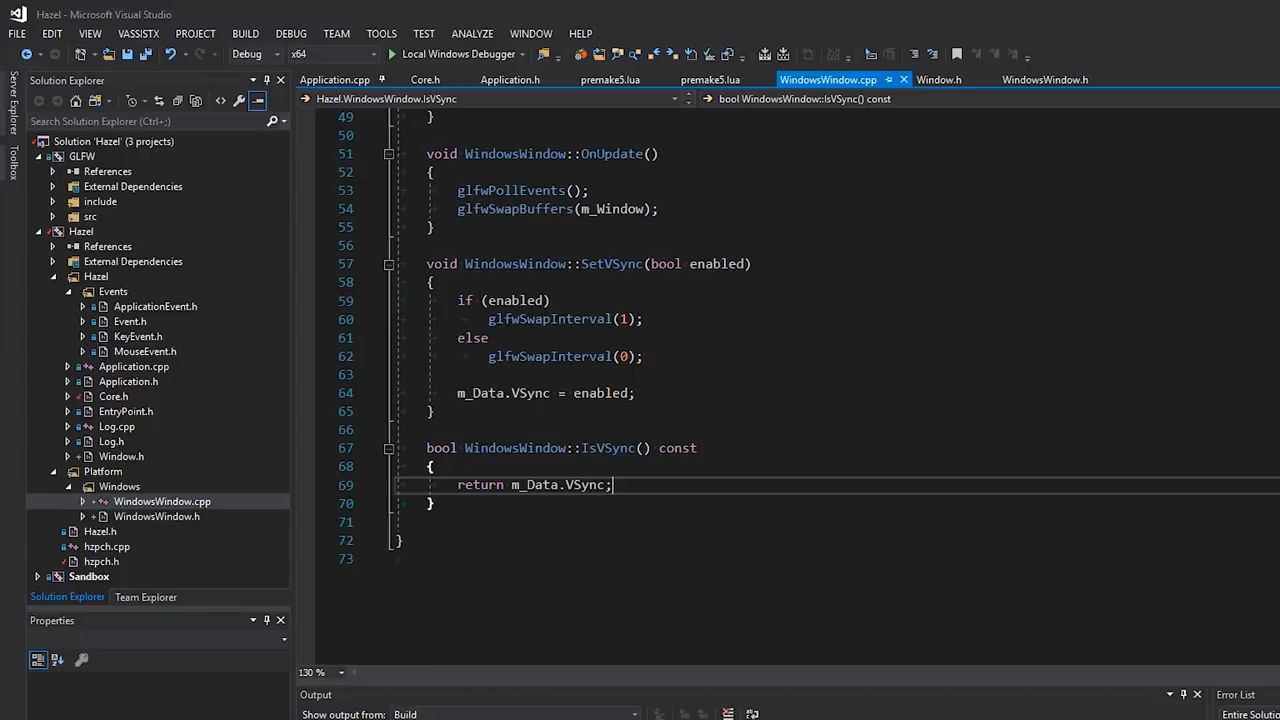 Hazel - Microsoft Visual Studio
FILE EDIT VIEW VASSISTX PROJECT BUILD DEBUG TEAM TOOLS TEST ANALYZE WINDOW HELP
Debug x64 Local Windows Debugger
Server Explorer
Toolbox
Solution Explorer
Search Solution Explorer (Ctrl+;)
Solution 'Hazel' (3 projects)
GLFW
References
External Dependencies
include
src
Hazel
References
External Dependencies
Hazel
Events
ApplicationEvent.h
Event.h
KeyEvent.h
MouseEvent.h
Application.cpp
Application.h
Core.h
EntryPoint.h
Log.cpp
Log.h
Window.h
Platform
Windows
WindowsWindow.cpp
WindowsWindow.h
Hazel.h
hzpch.cpp
hzpch.h
Sandbox
Solution Explorer Team Explorer
Properties
Application.cpp Core.h Application.h premake5.lua premake5.lua WindowsWindow.cpp Window.h WindowsWindow.h
Hazel.WindowsWindow.IsVSync bool WindowsWindow::IsVSync() const
49 }
50
51 void WindowsWindow::OnUpdate()
52 {
53 glfwPollEvents();
54 glfwSwapBuffers(m_Window);
55 }
56
57 void WindowsWindow::SetVSync(bool enabled)
58 {
59 if (enabled)
60 glfwSwapInterval(1);
61 else
62 glfwSwapInterval(0);
63
64 m_Data.VSync = enabled;
65 }
66
67 bool WindowsWindow::IsVSync() const
68 {
69 return m_Data.VSync;
70 }
71
72 }
73
130 %
Output
Show output from: Build
Error List
Entire Solutio